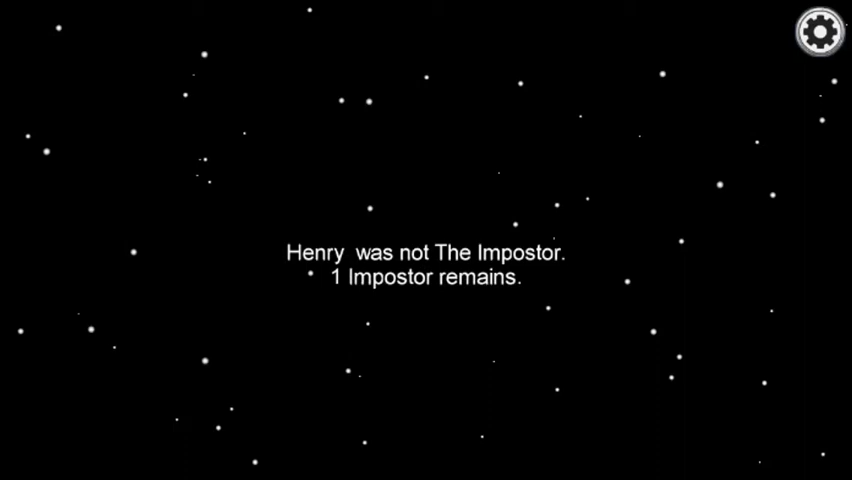 Henry  was not The Impostor.
1 Impostor remains.